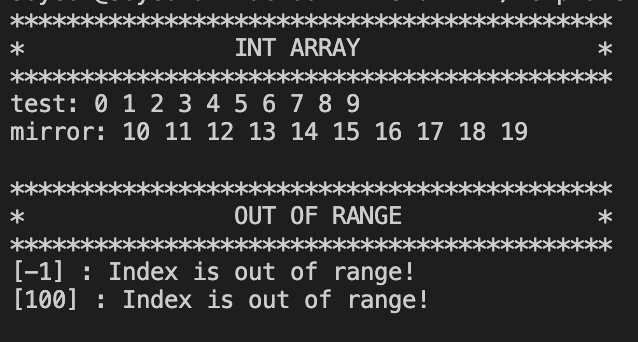 *******************************************
* INT ARRAY *
*******************************************
test: 0 1 2 3 4 5 6 7 8 9
mirror: 10 11 12 13 14 15 16 17 18 19
*******************************************
* OUT OF RANGE *
*******************************************
[-1] : Index is out of range!
[100] : Index is out of range!